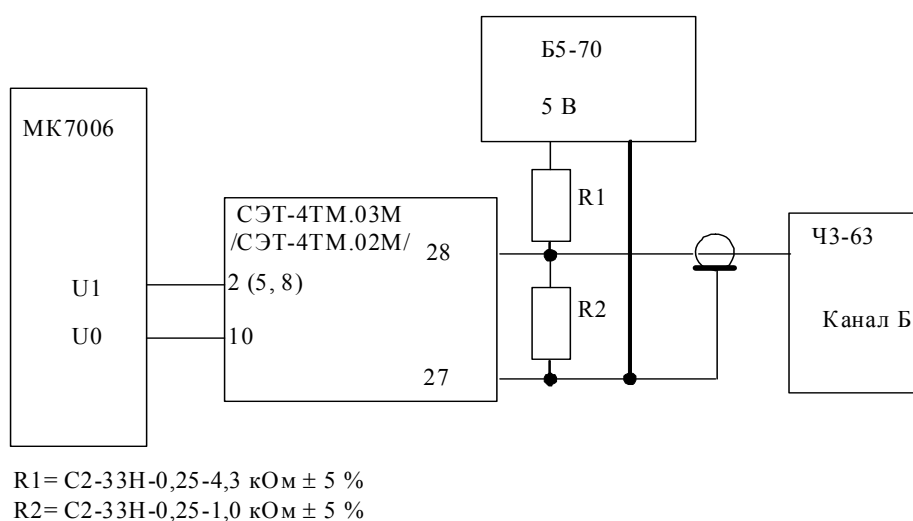 Б5-70
5 В
МК7006
R1
СЭТ-4ТМ.03М
/СЭТ-4ТМ.02М/
28
Ч3-63
U1
2 (5, 8)
R2
Канал Б
U0
10
27
R1= С2-33Н-0,25-4,3 кОм ± 5 %
R2= С2-33Н-0,25-1,0 кОм ± 5 %